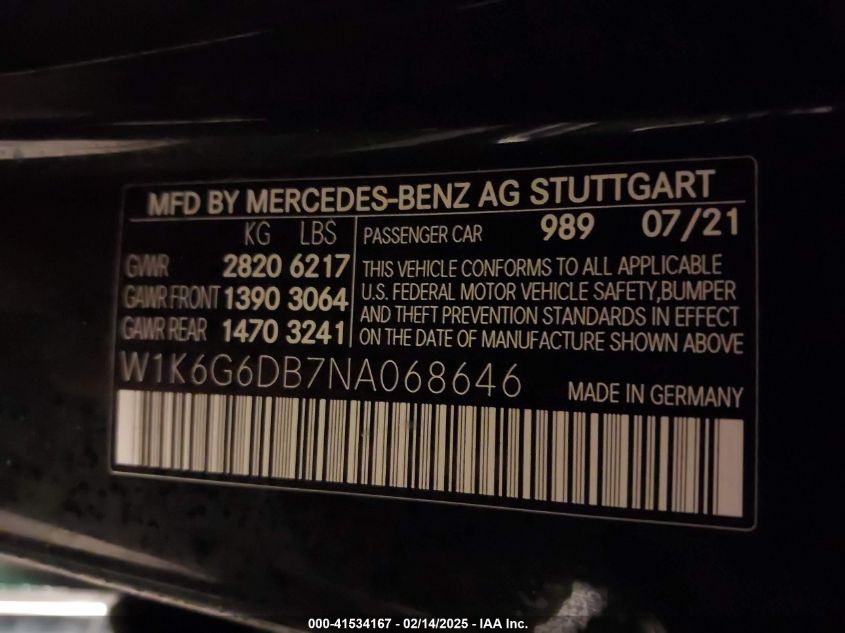 MFD BY MERCEDES-BENZ AG STUTTGART
KG LBS
GVWR 2820 6217
GAWR FRONT 1390 3064
GAWR REAR 1470 3241
PASSENGER CAR 989 07/21
THIS VEHICLE CONFORMS TO ALL APPLICABLE
U.S. FEDERAL MOTOR VEHICLE SAFETY,BUMPER
AND THEFT PREVENTION STANDARDS IN EFFECT
ON THE DATE OF MANUFACTURE SHOWN ABOVE
W1K6G6DB7NA068646
MADE IN GERMANY
000-41534167 - 02/14/2025 - IAA Inc.